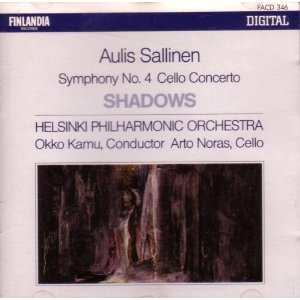 FINLANDIA
RECORDS
FACD 346
DIGITAL
Aulis Sallinen
Symphony No. 4 Cello Concerto
SHADOWS
HELSINKI PHILHARMONIC ORCHESTRA
Okko Kamu, Conductor Arto Noras, Cello